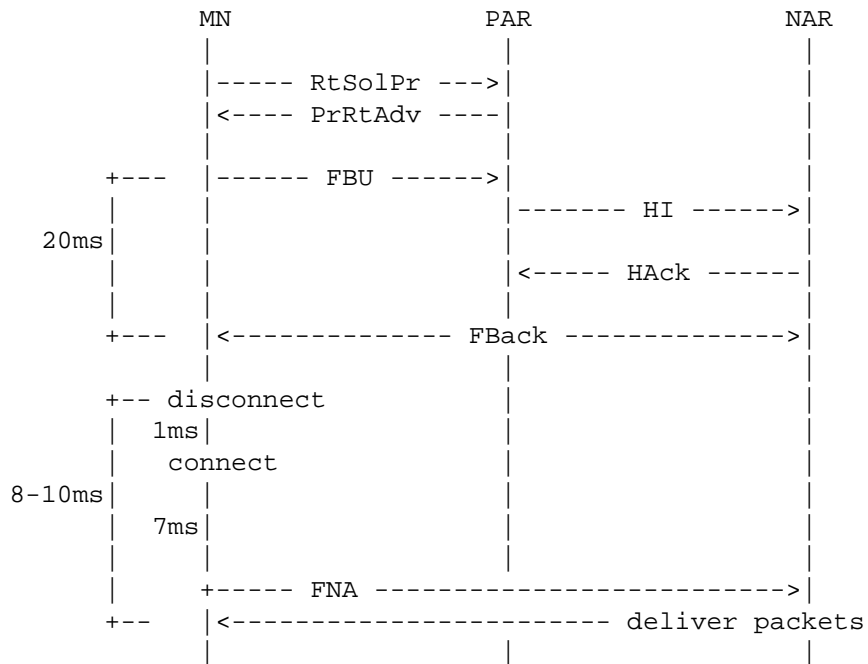 MN PAR NAR
|----- RtSolPr --->|
|<---- PrRtAdv ----|
+--- |------ FBU ------>|
|------- HI ------>|
20ms|
|<----- HAck ------|
+--- |<-------------- FBack -------------->|
+-- disconnect
1ms|
connect
8-10ms|
7ms|
+----- FNA -------------------------->|
+-- |<------------------------ deliver packets